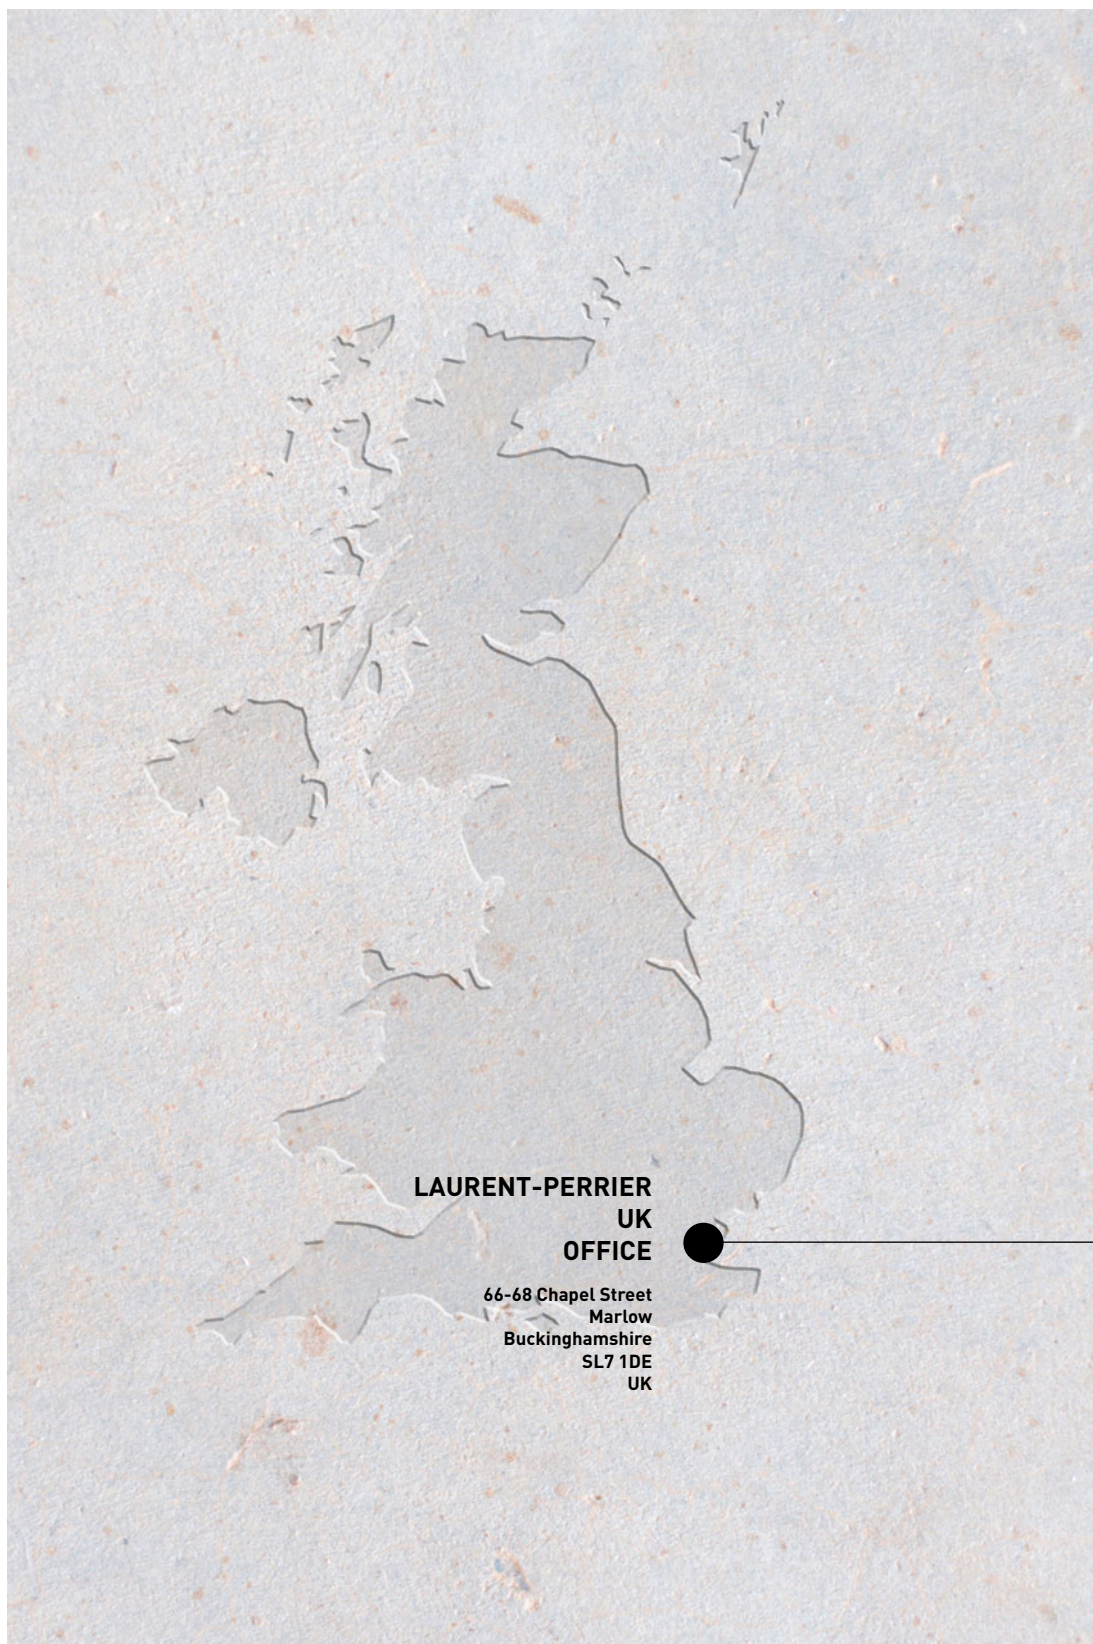 LAURENT-PERRIER
UK
OFFICE
66-68 Chapel Street
Marlow
Buckinghamshire
SL7 1DE
UK